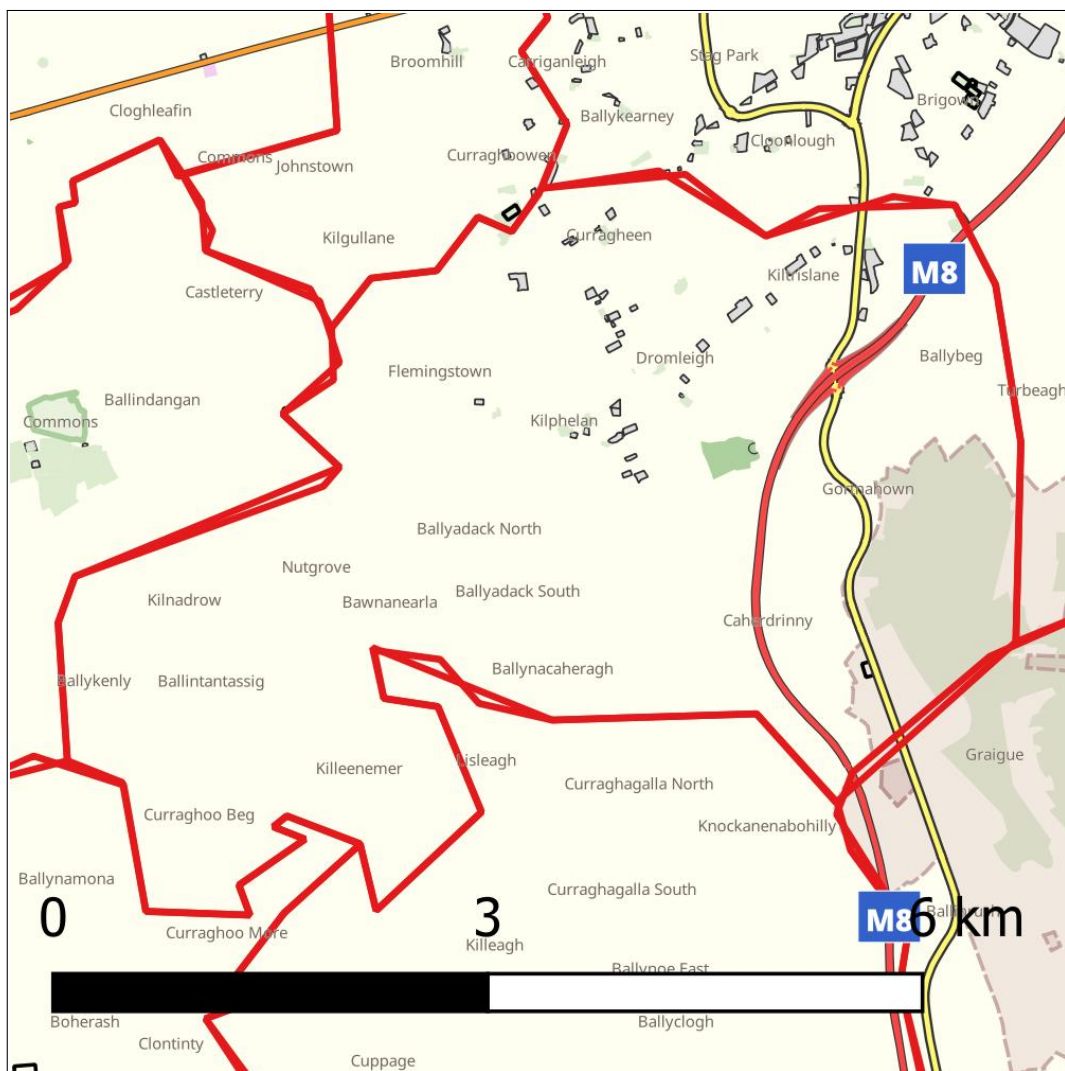 Broomhill
Carriganleigh
Stag Park
Cloghleafin
Ballykearney
Brigown
Cloonlough
Commons
Johnstown
Curraghbowen
Kilgullane
Curragheen
Kiltrislane
M8
Castleterry
Dromleigh
Ballybeg
Flemingstown
Turbeagh
Ballindangan
Commons
Kilphelan
Gormahown
Ballyadack North
Nutgrove
Kilnadrow
Bawnanearla
Ballyadack South
Caherdrinny
Ballykenly
Ballintantassig
Ballynacaheragh
Killeenemer
Lisleagh
Curraghagalla North
Graigue
Curraghoo Beg
Knockanenabohilly
Ballynamona
Curraghagalla South
0 3 6 km
M8
Curraghoo More
Killeagh
Ballynoe East
Boherash
Ballyclogh
Clontinty
Cuppage